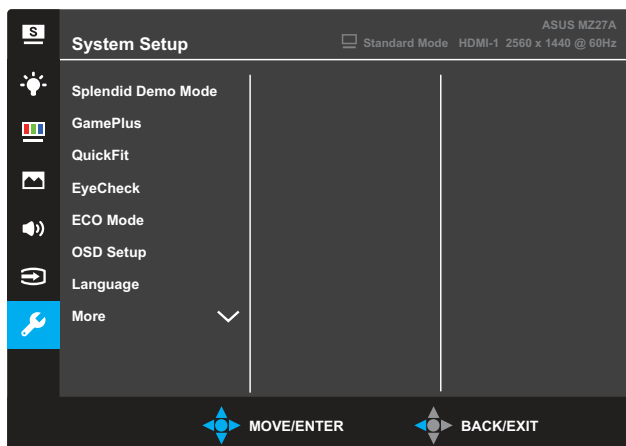 S
ASUS MZ27A
System Setup
Standard Mode HDMI-1 2560 x 1440 @ 60Hz
Splendid Demo Mode
GamePlus
QuickFit
EyeCheck
ECO Mode
OSD Setup
Language
More
MOVE/ENTER
BACK/EXIT